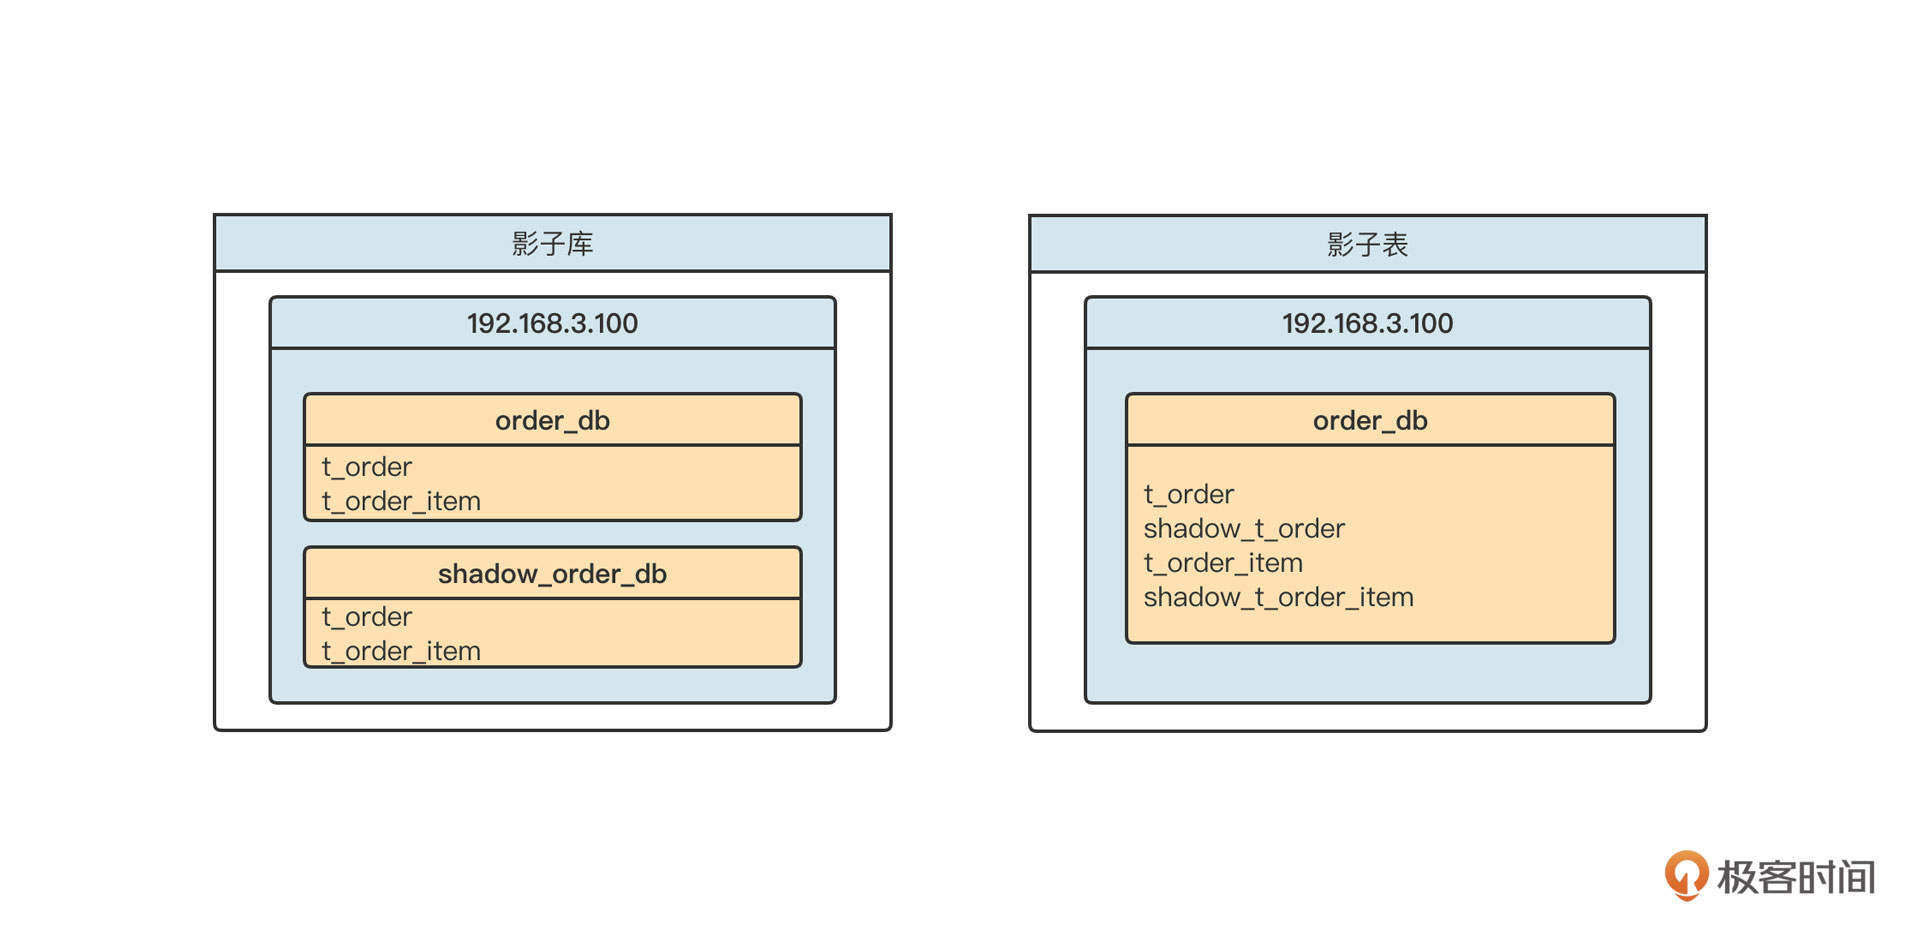 影子库
192.168.3.100
order_db
t_order
t_order_item
shadow_order_db
t_order
t_order_item
影子表
192.168.3.100
order_db
t_order
shadow_t_order
t_order_item
shadow_t_order_item
极客时间